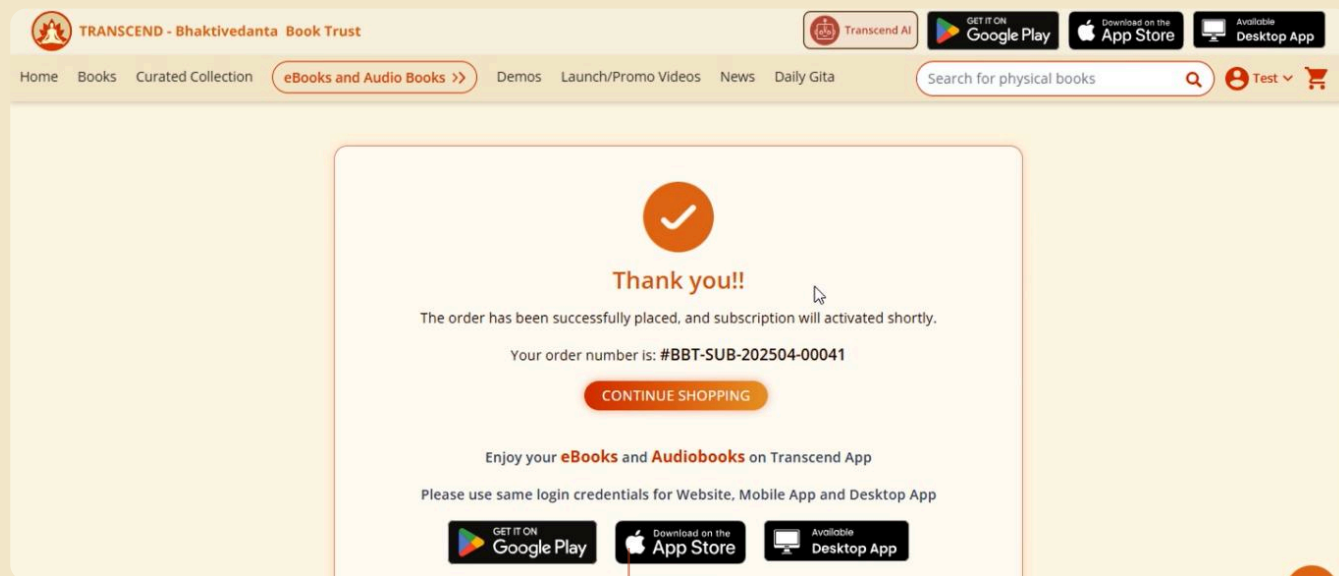 TRANSCEND - Bhaktivedanta Book Trust
Transcend AI
GET IT ON
Google Play
Download on the
App Store
Available
Desktop App
Home Books Curated Collection eBooks and Audio Books >> Demos Launch/Promo Videos News Daily Gita
Search for physical books
Test
Thank you!!
The order has been successfully placed, and subscription will activated shortly.
Your order number is: #BBT-SUB-202504-00041
CONTINUE SHOPPING
Enjoy your eBooks and Audiobooks on Transcend App
Please use same login credentials for Website, Mobile App and Desktop App
GET IT ON
Google Play
Download on the
App Store
Available
Desktop App